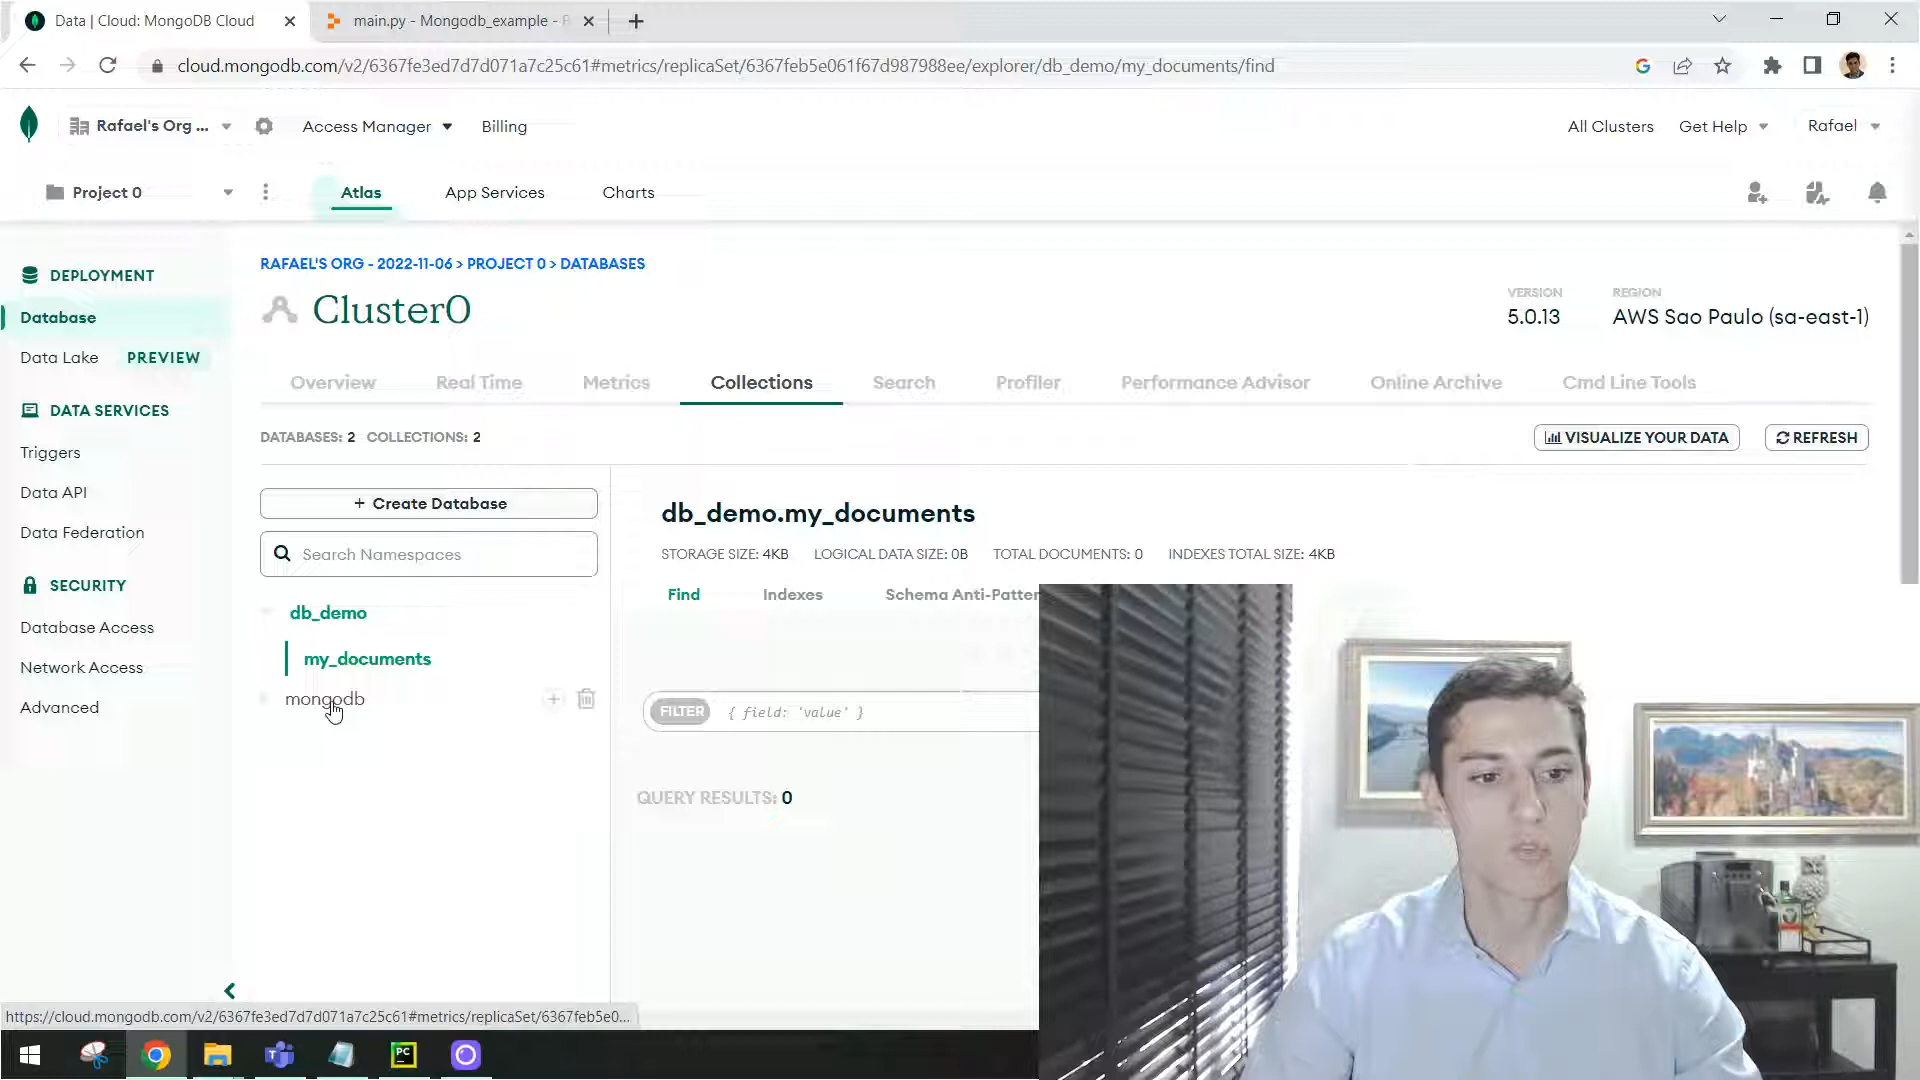 Data | Cloud: MongoDB Cloud
main.py - Mongodb_example -
cloud.mongodb.com/v2/6367fe3ed7d7d071a7c25c61#metrics/replicaSet/6367feb5e061f67d987988ee/explorer/db_demo/my_documents/find
Rafael's Org ...
Access Manager
Billing
All Clusters
Get Help
Rafael
Project 0
Atlas
App Services
Charts
DEPLOYMENT
Database
Data Lake PREVIEW
DATA SERVICES
Triggers
Data API
Data Federation
SECURITY
Database Access
Network Access
Advanced
RAFAEL'S ORG - 2022-11-06 > PROJECT 0 > DATABASES
Cluster0
VERSION
5.0.13
REGION
AWS Sao Paulo (sa-east-1)
Overview
Real Time
Metrics
Collections
Search
Profiler
Performance Advisor
Online Archive
Cmd Line Tools
DATABASES: 2 COLLECTIONS: 2
VISUALIZE YOUR DATA
REFRESH
+ Create Database
Search Namespaces
db_demo
my_documents
mongodb
db_demo.my_documents
STORAGE SIZE: 4KB LOGICAL DATA SIZE: 0B TOTAL DOCUMENTS: 0 INDEXES TOTAL SIZE: 4KB
Find
Indexes
Schema Anti-Patter
FILTER { field: 'value' }
QUERY RESULTS: 0
https://cloud.mongodb.com/v2/6367fe3ed7d7d071a7c25c61#metrics/replicaSet/6367feb5e0...
PC